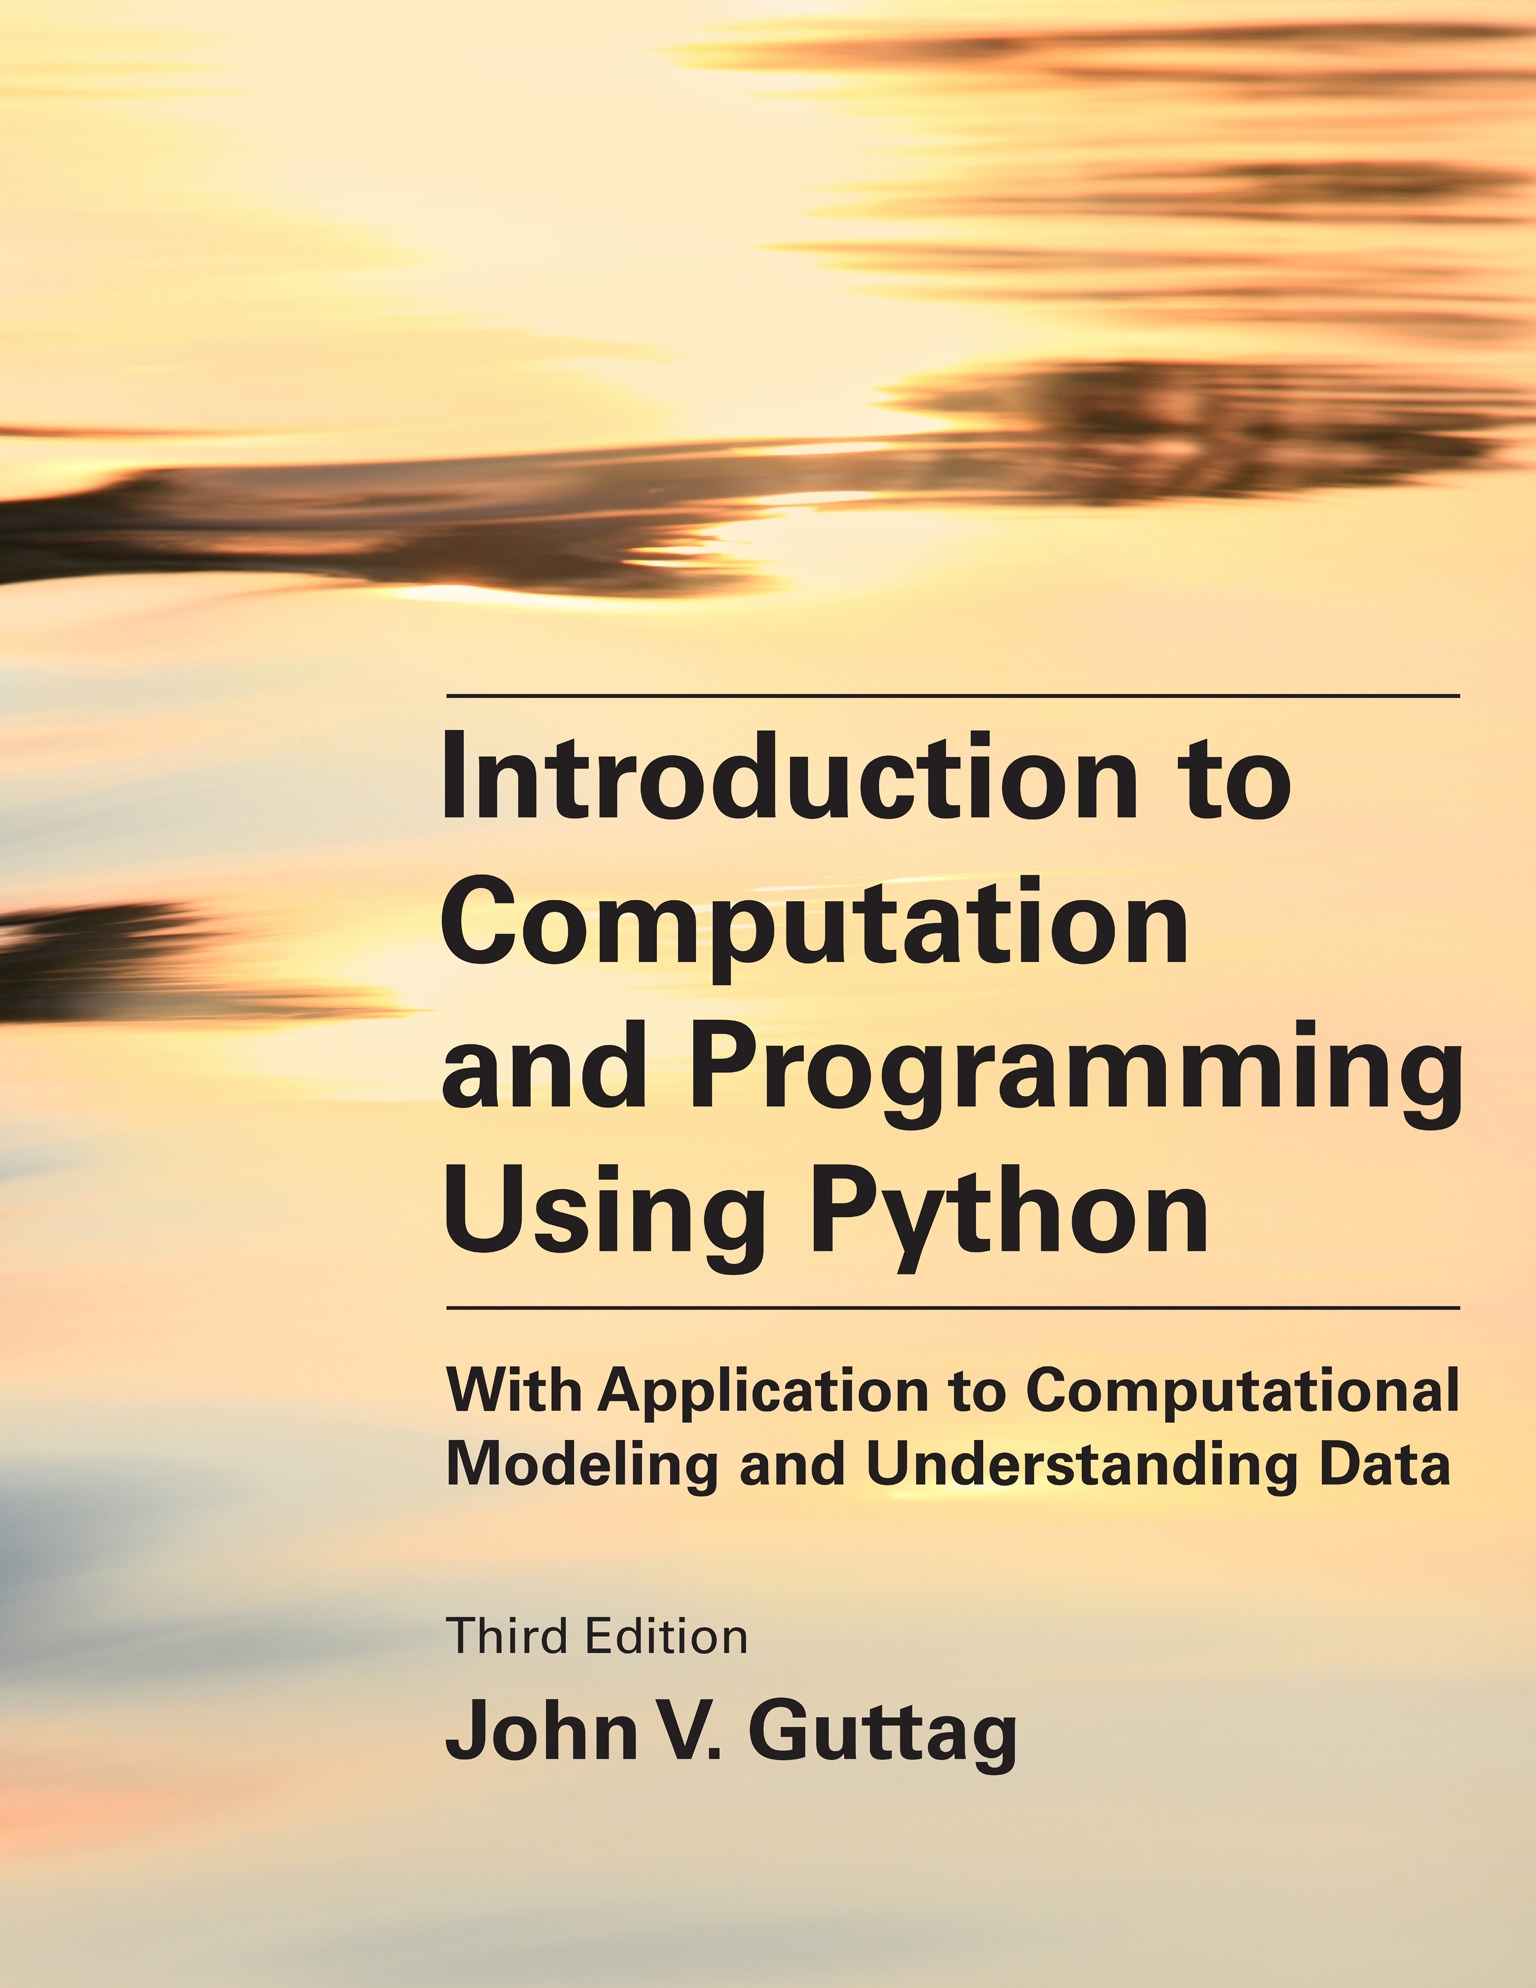 Introduction to
Computation
and Programming
Using Python
With Application to Computational
Modeling and Understanding Data
Third Edition
John V. Guttag